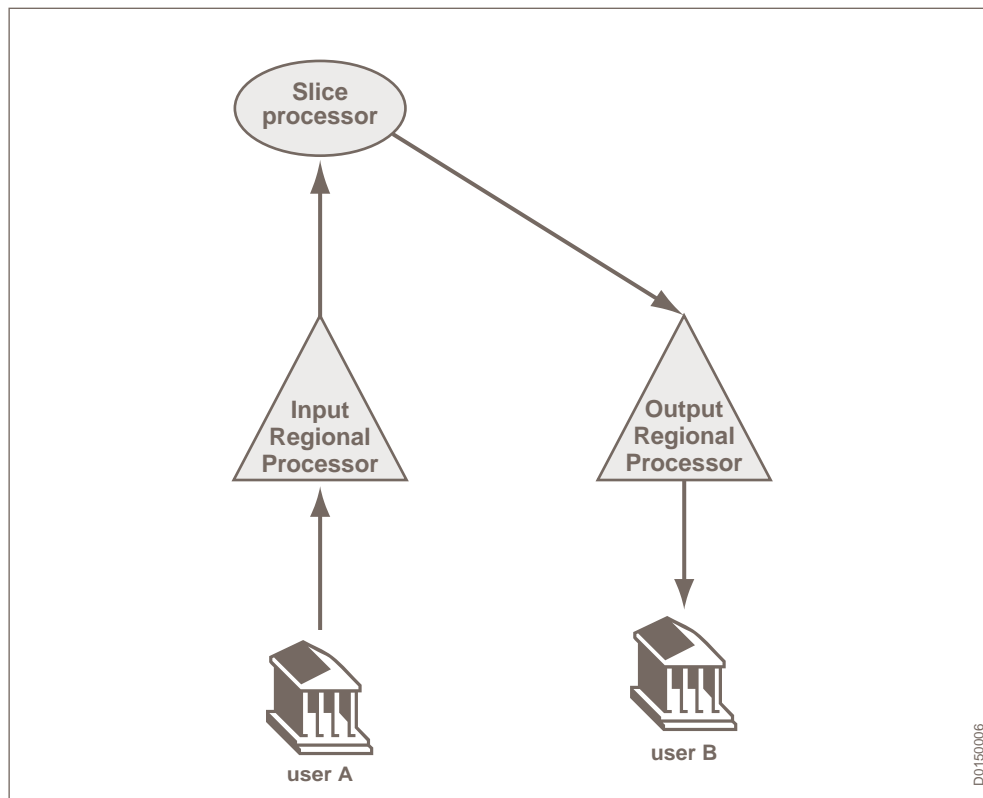 Slice
processor
Input
Regional
Processor
Output
Regional
Processor
user A
user B
D0150006